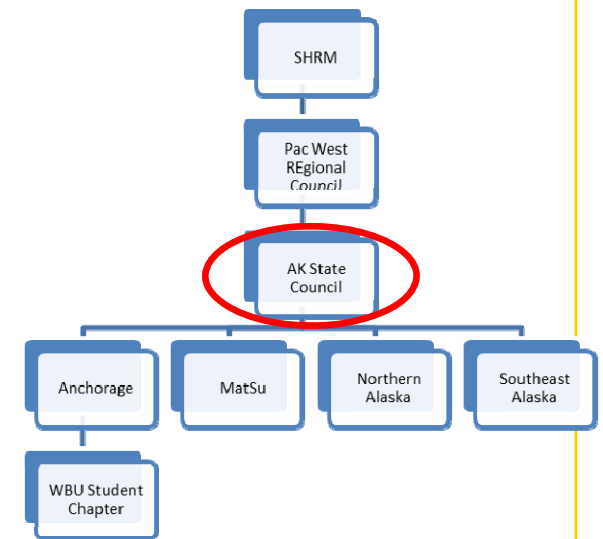 SHRM
Pac West
REgional
Council
AK State
Council
Anchorage
MatSu
Northern
Alaska
Southeast
Alaska
WBU Student
Chapter